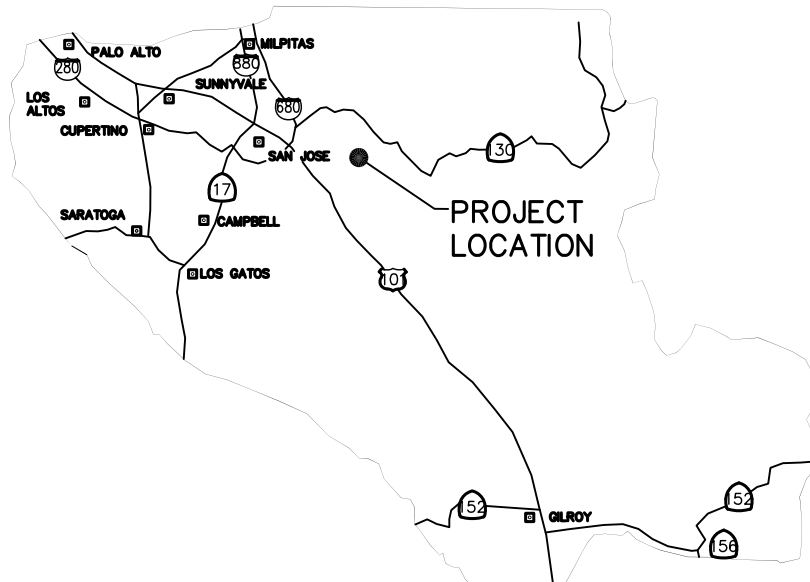 PALO ALTO
MILPITAS
280
880
SUNNYVALE
LOS
ALTOS
680
CUPERTINO
SAN JOSE
130
17
SARATOGA
CAMPBELL
PROJECT
LOCATION
LOS GATOS
101
152
GILROY
152
156